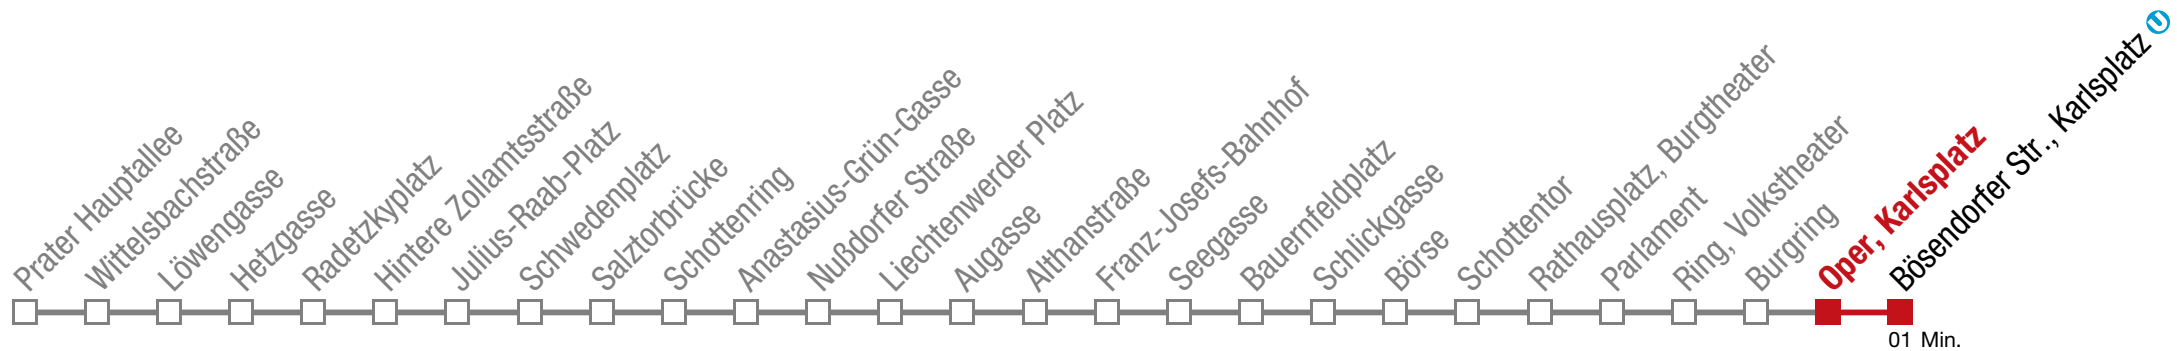 Prater Hauptallee
Wittelsbachstraße
Löwengasse
Hetzgasse
Radetzkyplatz
Hintere Zollamtsstraße
Julius-Raab-Platz
Schwedenplatz
Salztorbrücke
Schottenring
Anastasius-Grün-Gasse
Nußdorfer Straße
Liechtenwerder Platz
Augasse
Althanstraße
Franz-Josefs-Bahnhof
Seegasse
Bauernfeldplatz
Schlickgasse
Börse
Schottentor
Rathausplatz, Burgtheater
Parlament
Ring, Volkstheater
Burgring
Oper, Karlsplatz
Bösendorfer Str., Karlsplatz U
01 Min.